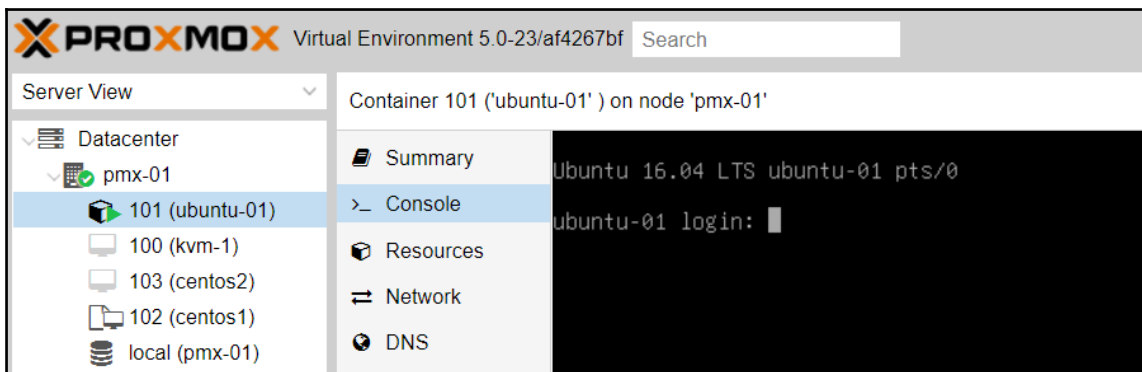 PROXMOX Virtual Environment 5.0-23/af4267bf Search
Server View
Container 101 ('ubuntu-01' ) on node 'pmx-01'
Datacenter
pmx-01
101 (ubuntu-01)
100 (kvm-1)
103 (centos2)
102 (centos1)
local (pmx-01)
Summary
>_ Console
Resources
Network
DNS
Ubuntu 16.04 LTS ubuntu-01 pts/0
ubuntu-01 login: